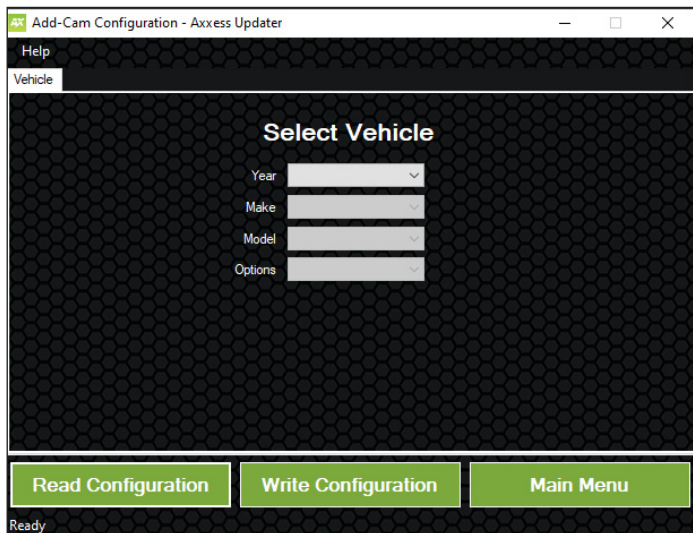 AX Add-Cam Configuration - Axxess Updater
Help
Vehicle
Select Vehicle
Year
Make
Model
Options
Read Configuration Write Configuration Main Menu
Ready